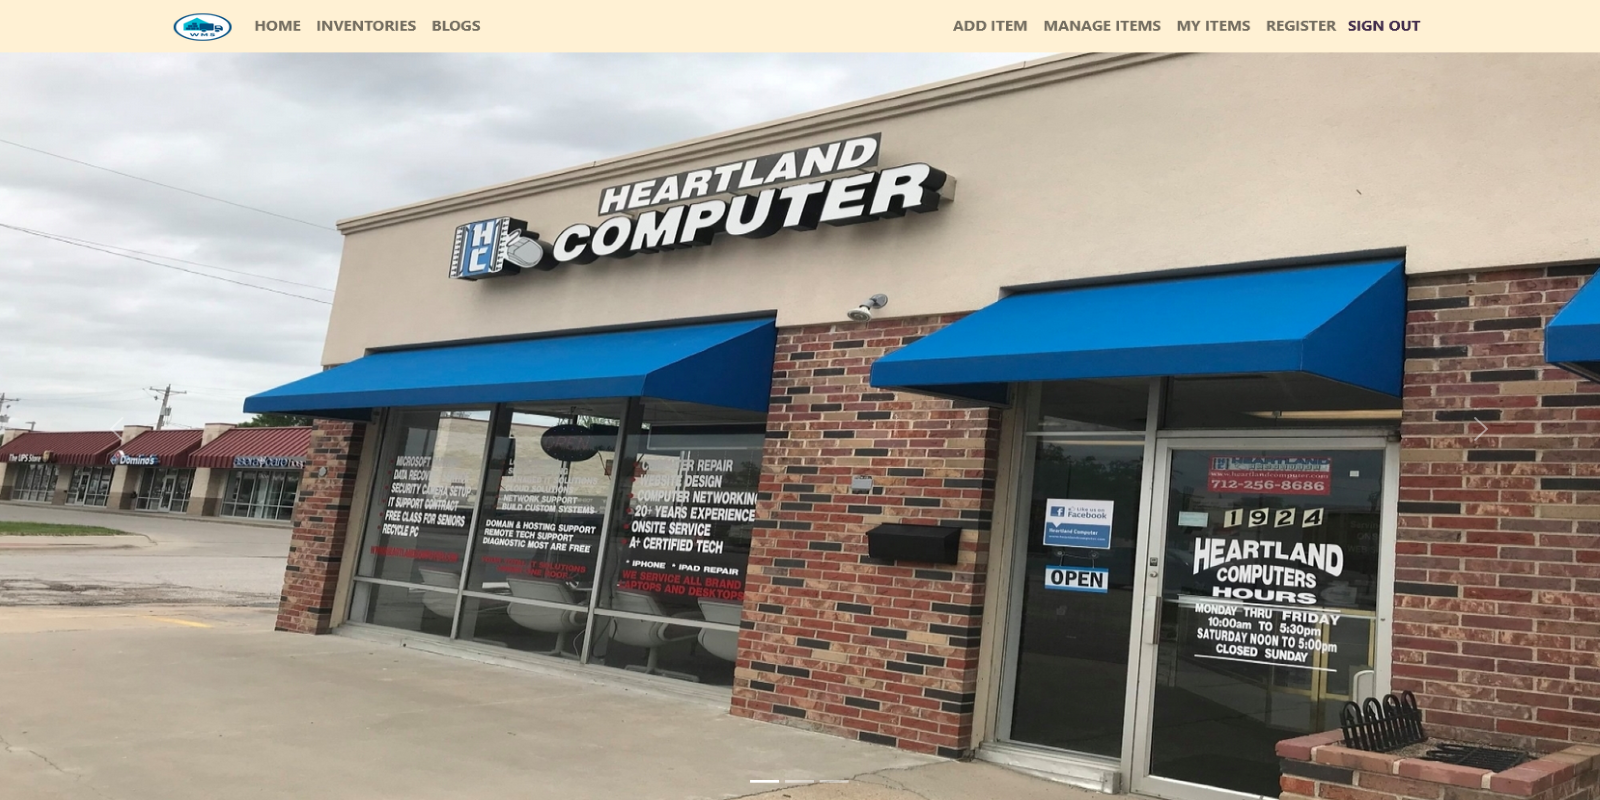 WMS
HOME INVENTORIES BLOGS
ADD ITEM MANAGE ITEMS MY ITEMS REGISTER SIGN OUT
HEARTLAND
COMPUTER
HC
The UPS Store
Domino's
MICROSOFT
DATA
SECURITY CAMERA SETUP
IT SUPPORT CONTRACT
* FREE CLASS FOR SENIORS
RECYCLE PC
NETWORK SUPPORT
BUILD CUSTOM SYSTEMS
DOMAIN & HOSTING SUPPORT
REMOTE TECH SUPPORT
DIAGNOSTIC MOST ARE FREE
REPAIR
WEBSITE DESIGN
COMPUTER NETWORKING
20+ YEARS EXPERIENCE
ONSITE SERVICE
A+ CERTIFIED TECH
* IPHONE * IPAD REPAIR
WE SERVICE ALL BRAND
LAPTOPS AND DESKTOPS
Like us on
Facebook
Heartland Computer
OPEN
712-256-8686
1924
HEARTLAND
COMPUTERS
HOURS
MONDAY THRU FRIDAY
10:00am TO 5:30pm
SATURDAY NOON TO 5:00pm
CLOSED SUNDAY